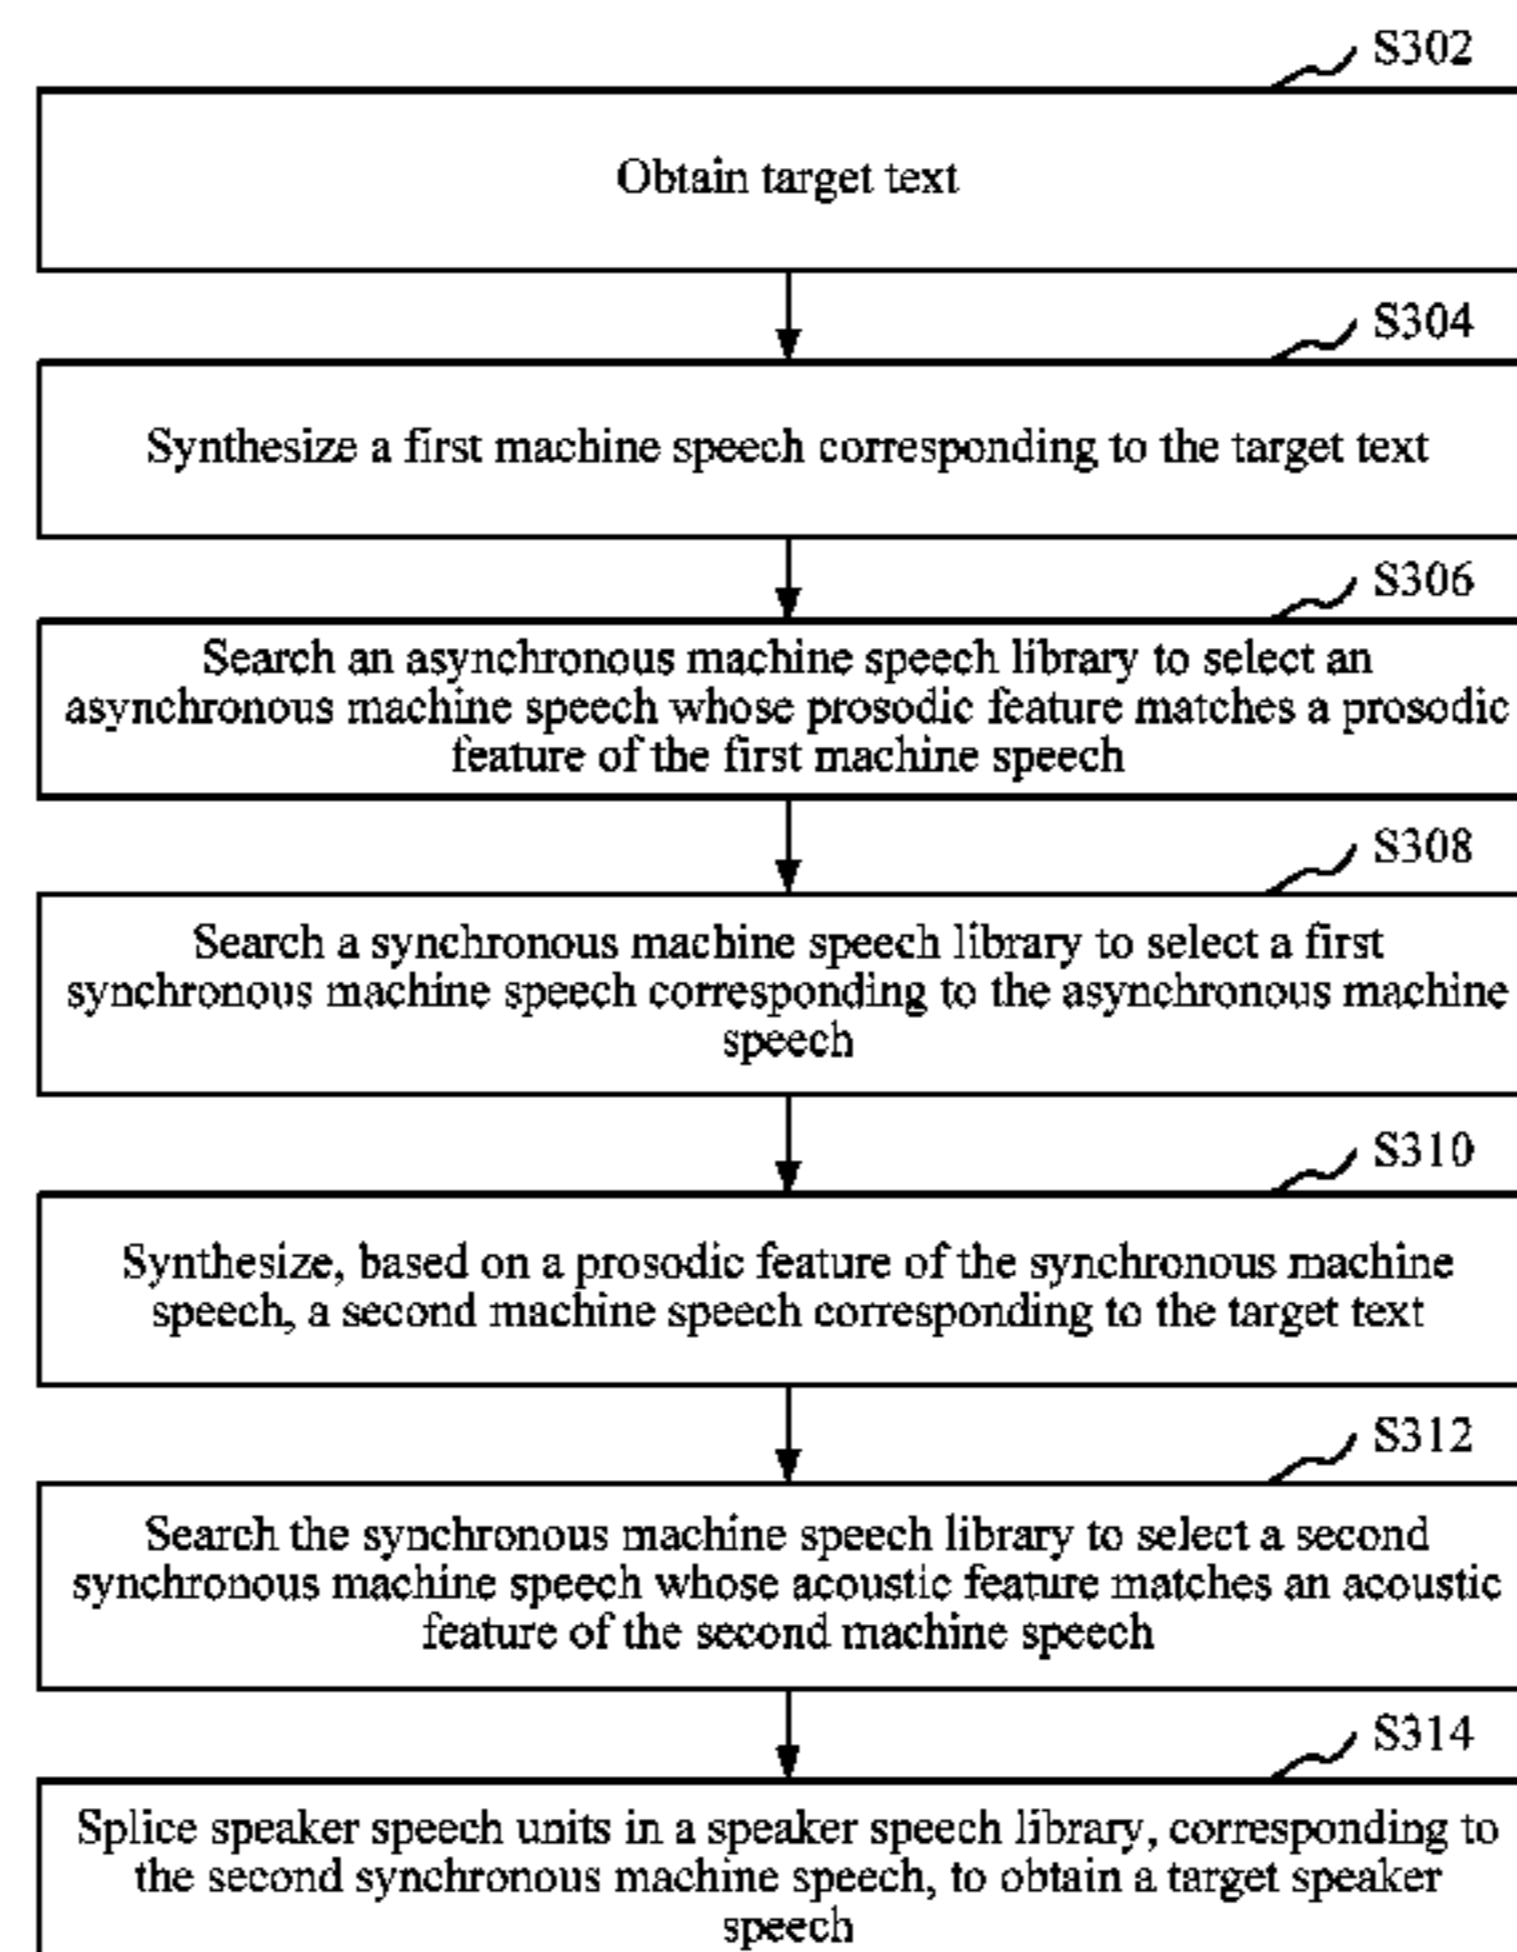 S302
Obtain target text
S304
Synthesize a first machine speech corresponding to the target text
S306
Search an asynchronous machine speech library to select an
asynchronous machine speech whose prosodic feature matches a prosodic
feature of the first machine speech
S308
Search a synchronous machine speech library to select a first
synchronous machine speech corresponding to the asynchronous machine
speech
S310
Synthesize, based on a prosodic feature of the synchronous machine
speech, a second machine speech corresponding to the target text
S312
Search the synchronous machine speech library to select a second
synchronous machine speech whose acoustic feature matches an acoustic
feature of the second machine speech
S314
Splice speaker speech units in a speaker speech library, corresponding to
the second synchronous machine speech, to obtain a target speaker
speech